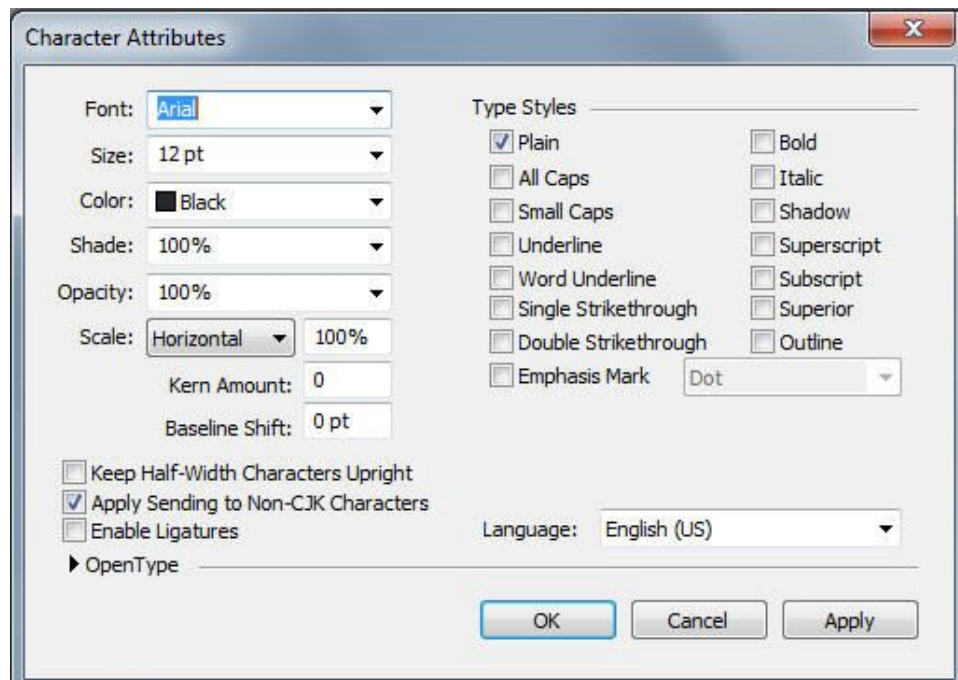 Character Attributes
Font: Arial
Size: 12 pt
Color: Black
Shade: 100%
Opacity: 100%
Scale: Horizontal 100%
Kern Amount: 0
Baseline Shift: 0 pt
Type Styles
Plain
Bold
All Caps
Italic
Small Caps
Shadow
Underline
Superscript
Word Underline
Subscript
Single Strikethrough
Superior
Double Strikethrough
Outline
Emphasis Mark Dot
Keep Half-Width Characters Upright
Apply Sending to Non-CJK Characters
Enable Ligatures
Language: English (US)
OpenType
OK
Cancel
Apply